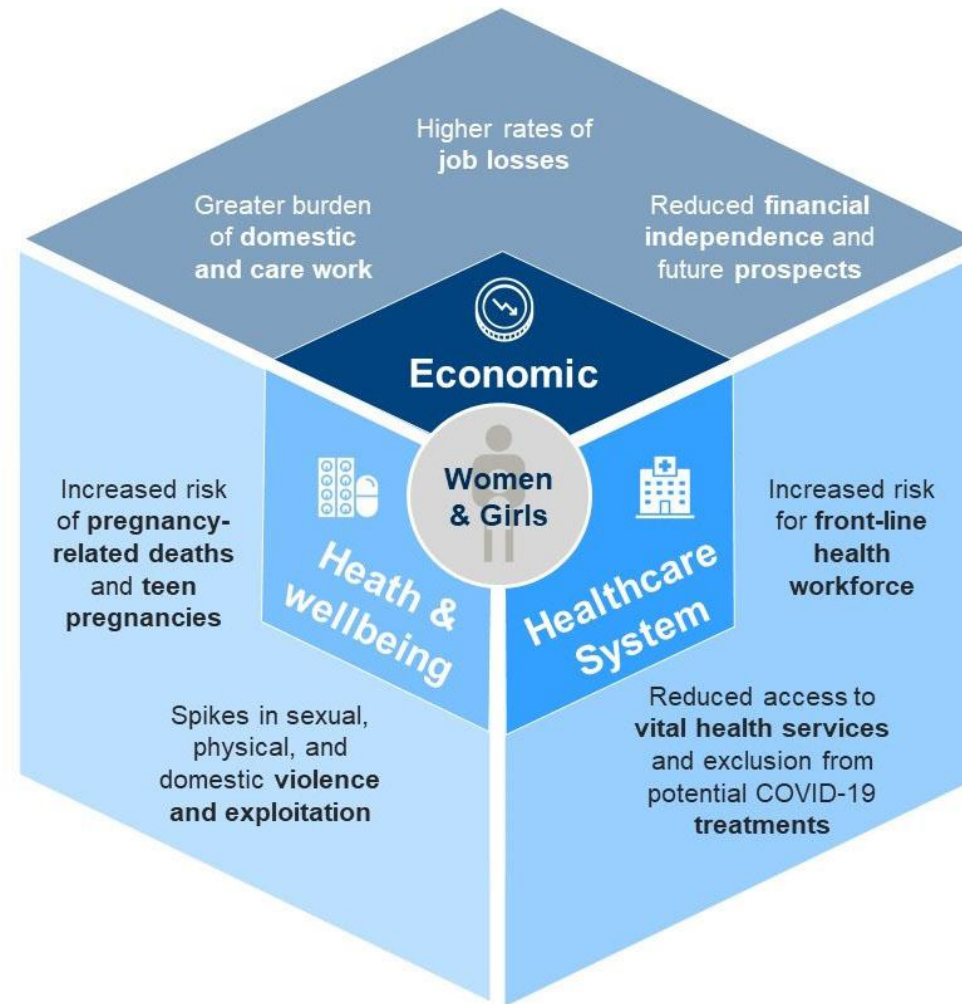 Higher rates of
job losses
Greater burden
of domestic
and care work
Reduced financial
independence and
future prospects
Economic
Women
& Girls
Heath &
wellbeing
Healthcare
System
Increased risk
of pregnancy-
related deaths
and teen
pregnancies
Spikes in sexual,
physical, and
domestic violence
and exploitation
Increased risk
for front-line
health
workforce
Reduced access to
vital health services
and exclusion from
potential COVID-19
treatments